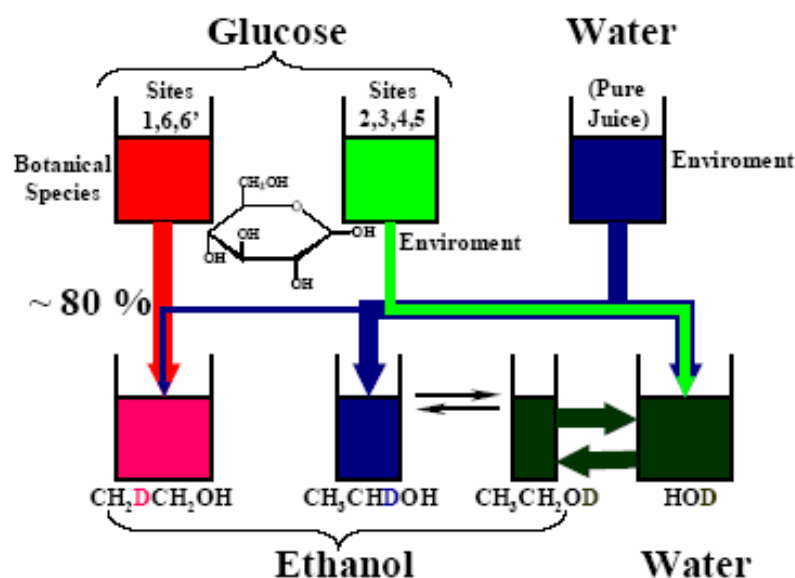 Glucose
Water
Sites
1,6,6'
Sites
2,3,4,5
(Pure
Juice)
Botanical
Species
Enviroment
CH₂OH
O
OH
OH
OH
OH
Enviroment
~ 80 %
CH₂DCH₂OH
CH₃CHDOH
CH₃CH₂OD
HOD
Ethanol
Water